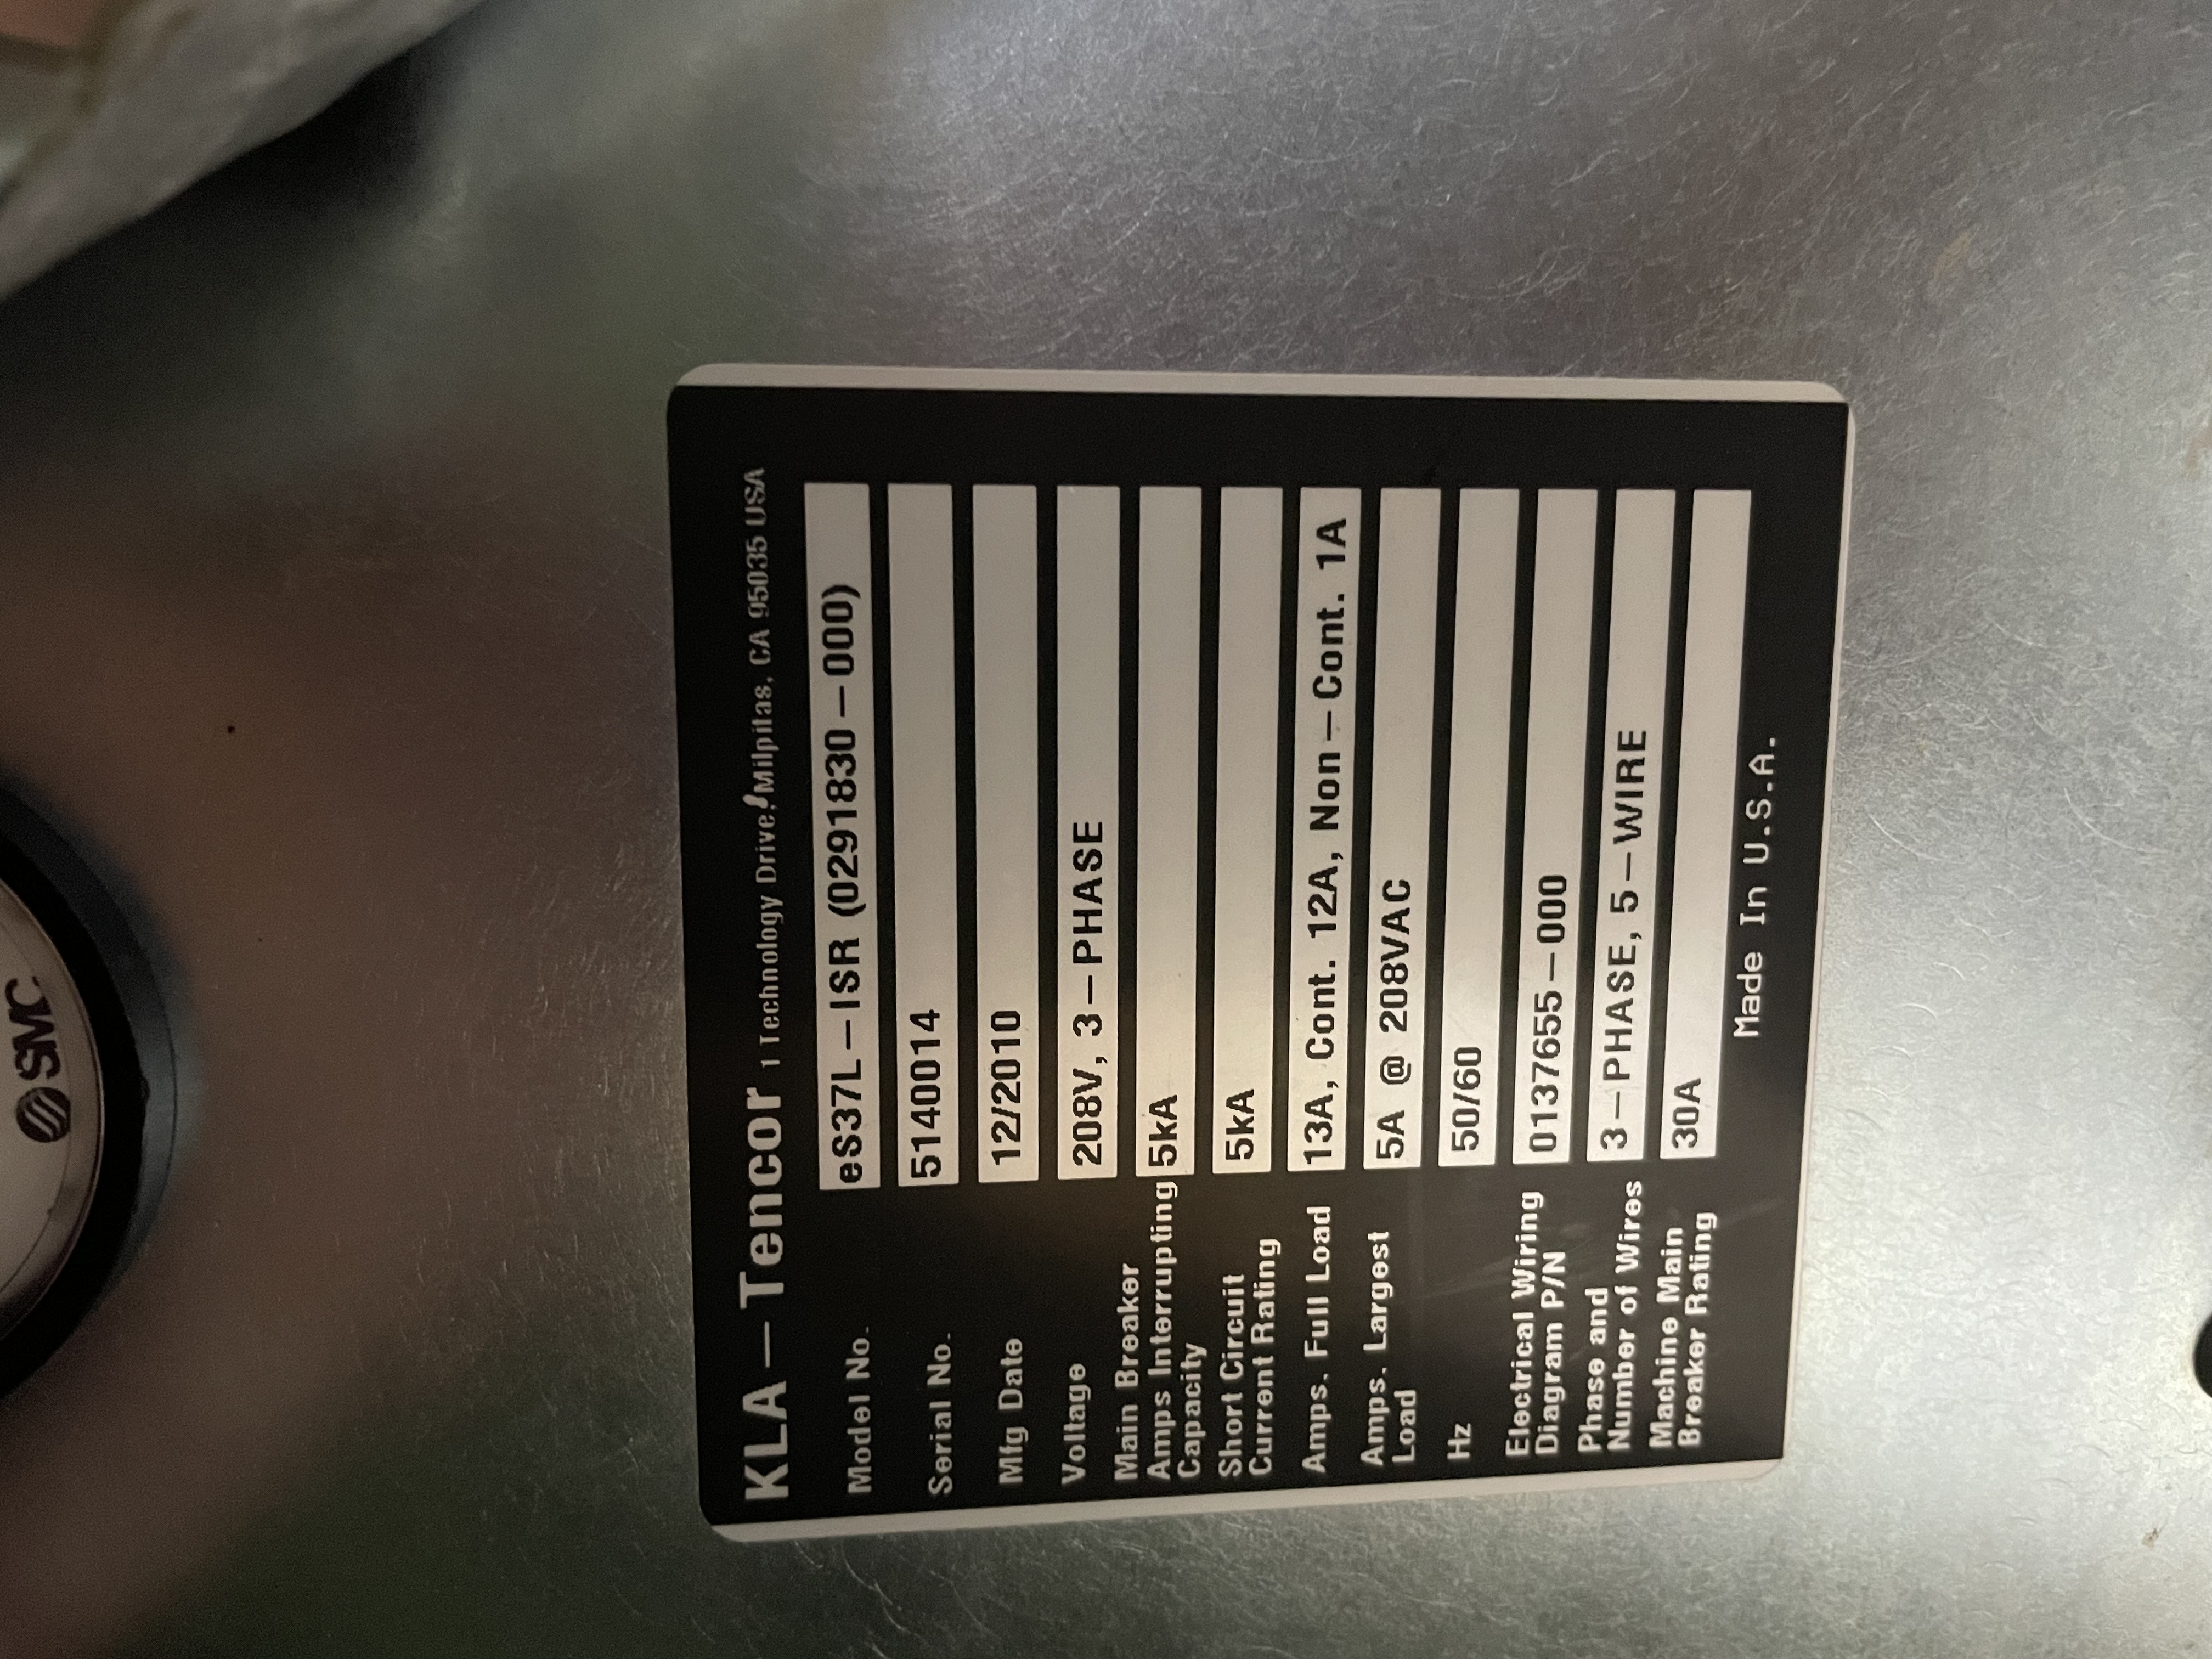 KLA-Tencor 1 Technology Drive, Milpitas, CA 95035 USA
Model No. eS37L-ISR (0291830-000)
Serial No. 5140014
Mfg Date 12/2010
Voltage 208V, 3-PHASE
Main Breaker
Amps Interrupting 5kA
Capacity
Short Circuit
Current Rating 5kA
Amps. Full Load 13A, Cont. 12A, Non-Cont. 1A
Amps. Largest
Load 5A @ 208VAC
Hz 50/60
Electrical Wiring
Diagram P/N 0137655-000
Phase and
Number of Wires 3-PHASE, 5-WIRE
Machine Main
Breaker Rating 30A
Made In U.S.A.
SMC